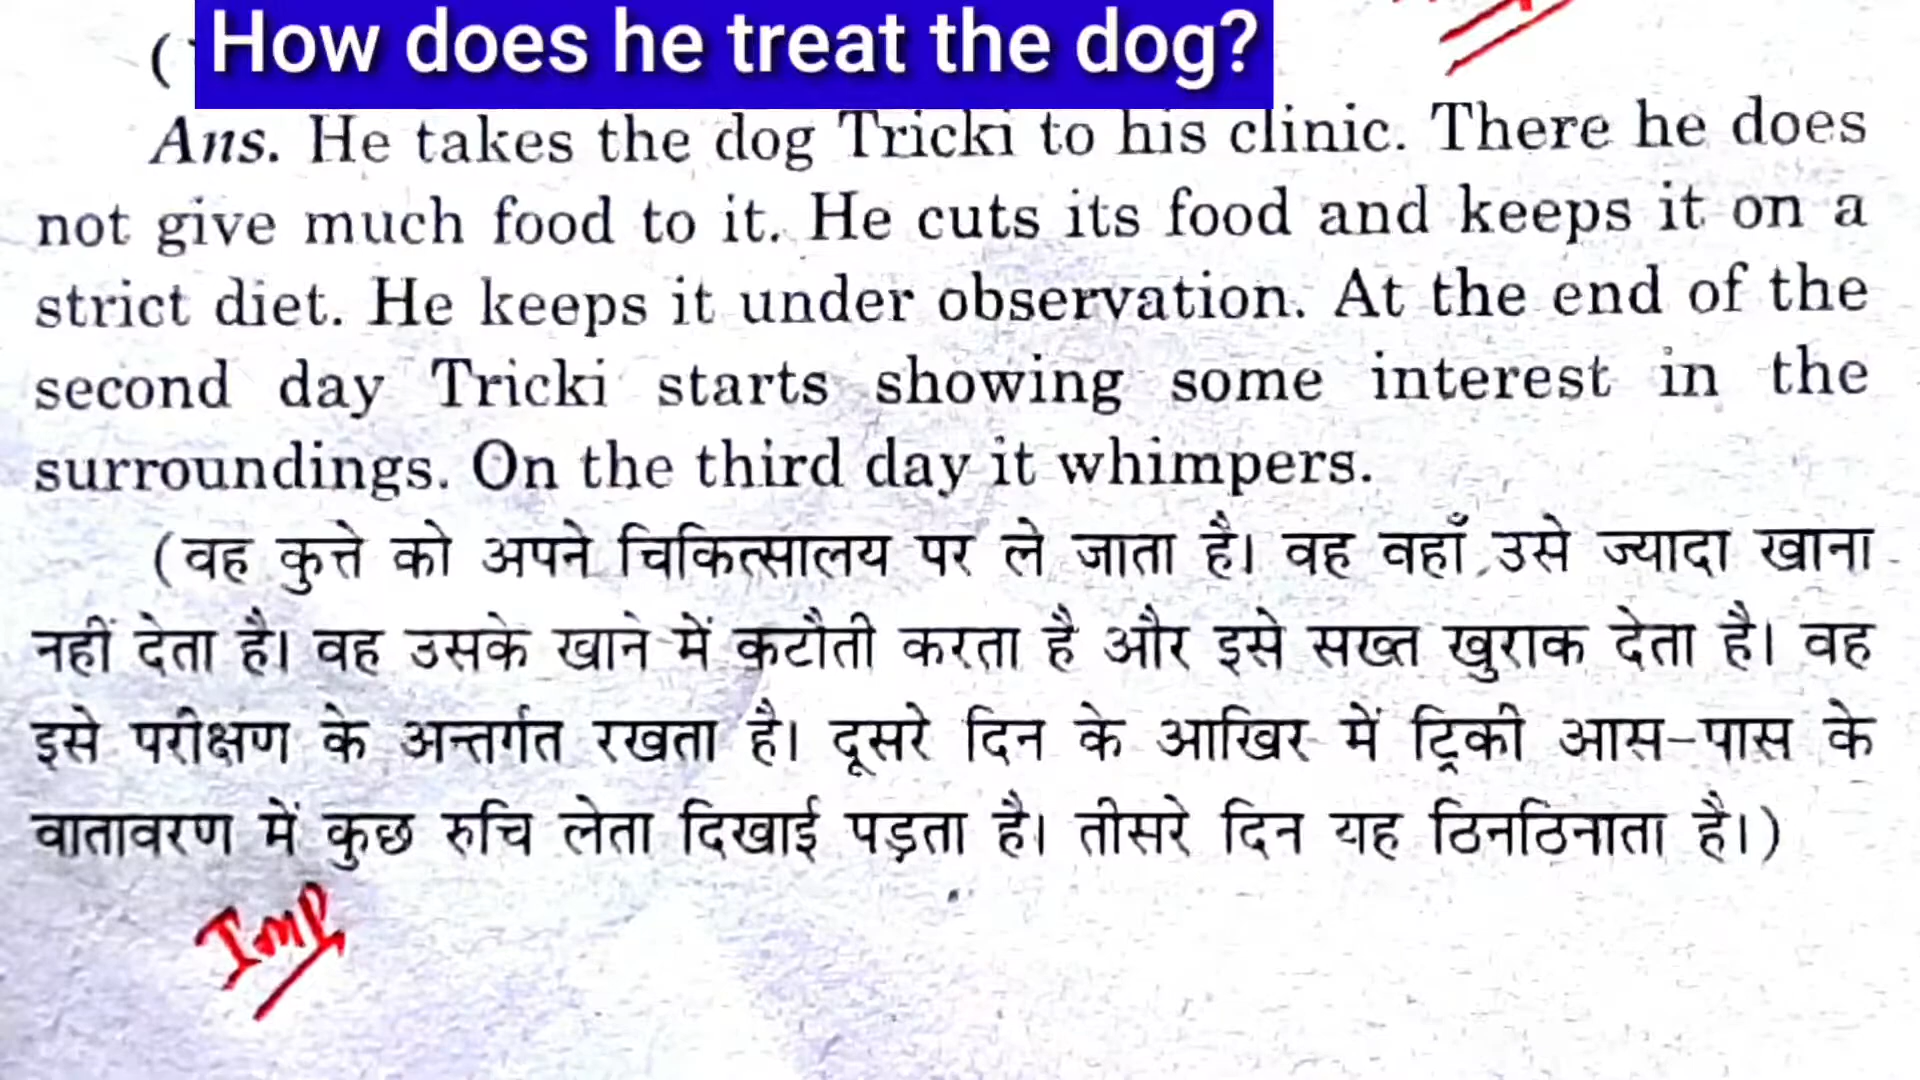 How does he treat the dog?
(
Ans. He takes the dog Tricki to his clinic. There he does
not give much food to it. He cuts its food and keeps it on a
strict diet. He keeps it under observation. At the end of the
second day Tricki starts showing some interest in the
surroundings. On the third day it whimpers.
(वह कुत्ते को अपने चिकित्सालय पर ले जाता है। वह वहाँ उसे ज्यादा खाना
नहीं देता है। वह उसके खाने में कटौती करता है और इसे सख्त खुराक देता है। वह
इसे परीक्षण के अन्तर्गत रखता है। दूसरे दिन के आखिर में ट्रिकी आस-पास के
वातावरण में कुछ रुचि लेता दिखाई पड़ता है। तीसरे दिन यह ठिनठिनाता है।)
Imp